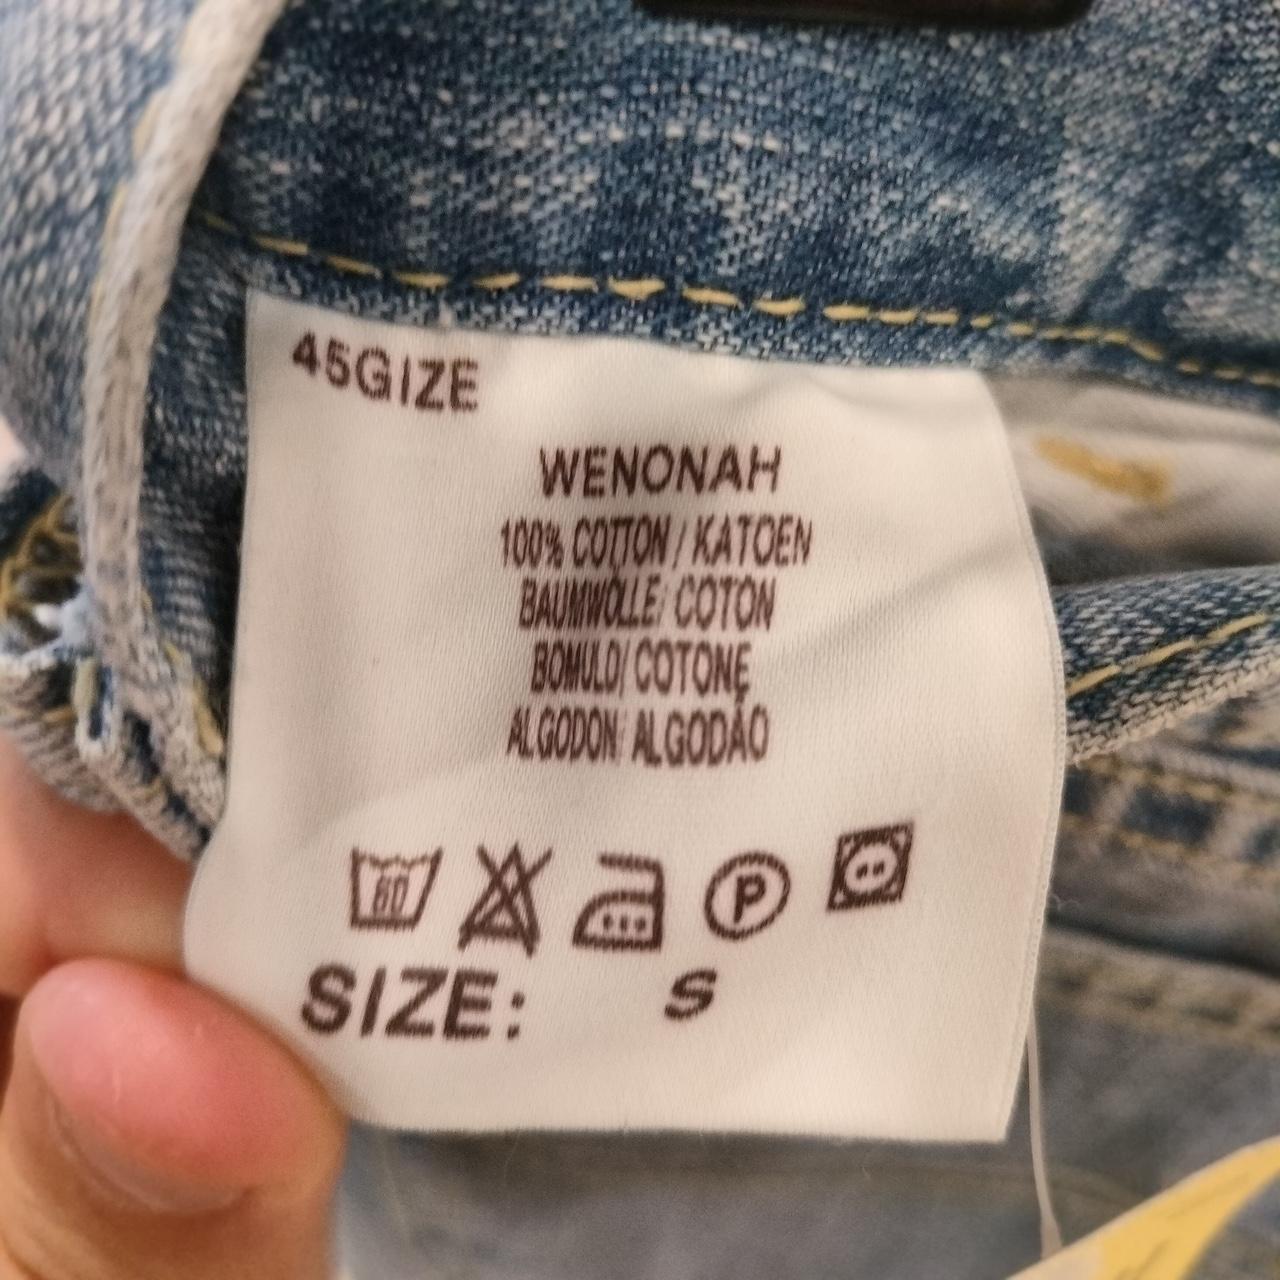 45GIZE
WENONAH
100% COTTON / KATOEN
BAUMWOLLE/ COTON
BOMULD/ COTONE
ALGODON/ ALGODÃO
60
P
SIZE: S